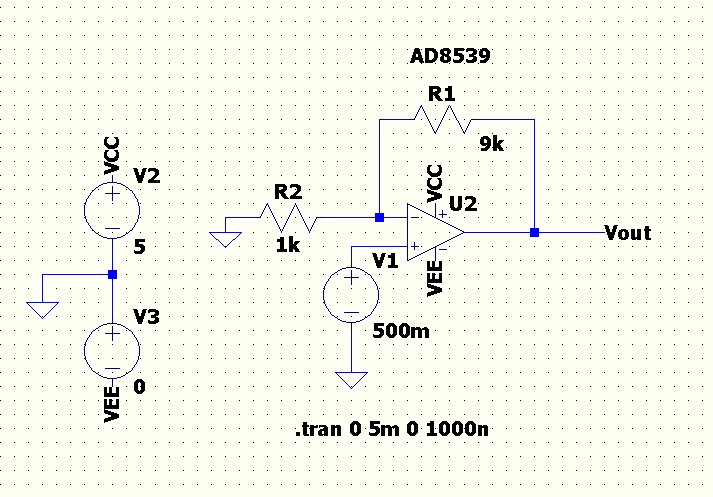 AD8539
R1
9k
VCC
V2
5
R2
1k
VCC
U2
V1
VEE
Vout
500m
V3
0
VEE
.tran 0 5m 0 1000n